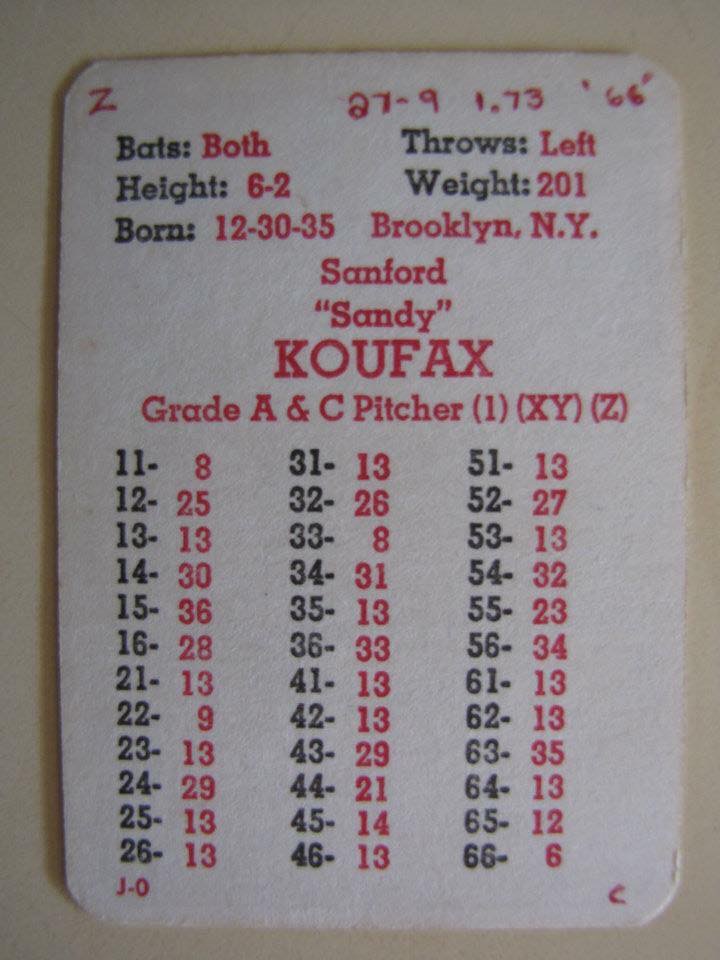 Z 27-9 1.73 '66'
Bats: Both Throws: Left
Height: 6-2 Weight: 201
Born: 12-30-35 Brooklyn, N.Y.
Sanford
"Sandy"
KOUFAX
Grade A & C Pitcher (1) (XY) (Z)
11- 8 31- 13 51- 13
12- 25 32- 26 52- 27
13- 13 33- 8 53- 13
14- 30 34- 31 54- 32
15- 36 35- 13 55- 23
16- 28 36- 33 56- 34
21- 13 41- 13 61- 13
22- 9 42- 13 62- 13
23- 13 43- 29 63- 35
24- 29 44- 21 64- 13
25- 13 45- 14 65- 12
26- 13 46- 13 66- 6
J-0 C